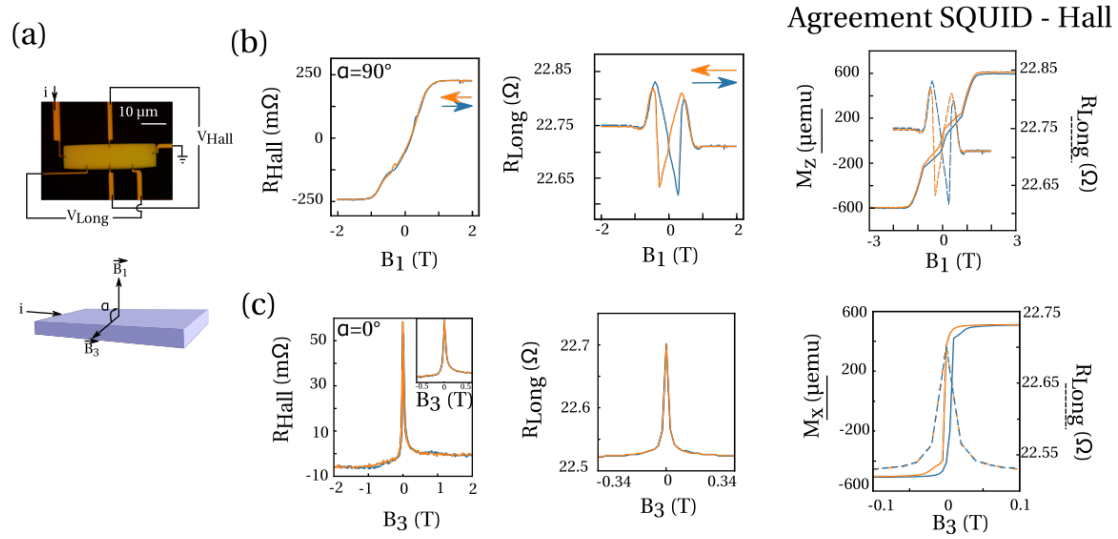 Agreement SQUID - Hall
(a)
i
10 μm
VHall
VLong
B1
ɑ
i
B3
(b)
ɑ=90°
RHall (mΩ)
250
0
-250
-2
0
2
B1 (T)
RLong (Ω)
22.85
22.75
22.65
-2
0
2
B1 (T)
MZ (μemu)
600
200
-200
-600
-3
0
3
B1 (T)
22.85
22.75
22.65
RLong (Ω)
(c)
ɑ=0°
RHall (mΩ)
50
30
10
-10
-2
-1
0
1
2
B3 (T)
-0.5
0
0.5
B3 (T)
RLong (Ω)
22.7
22.6
22.5
-0.34
0
0.34
B3 (T)
Mx (μemu)
600
200
-200
-600
-0.1
0
0.1
B3 (T)
22.75
22.65
22.55
RLong (Ω)